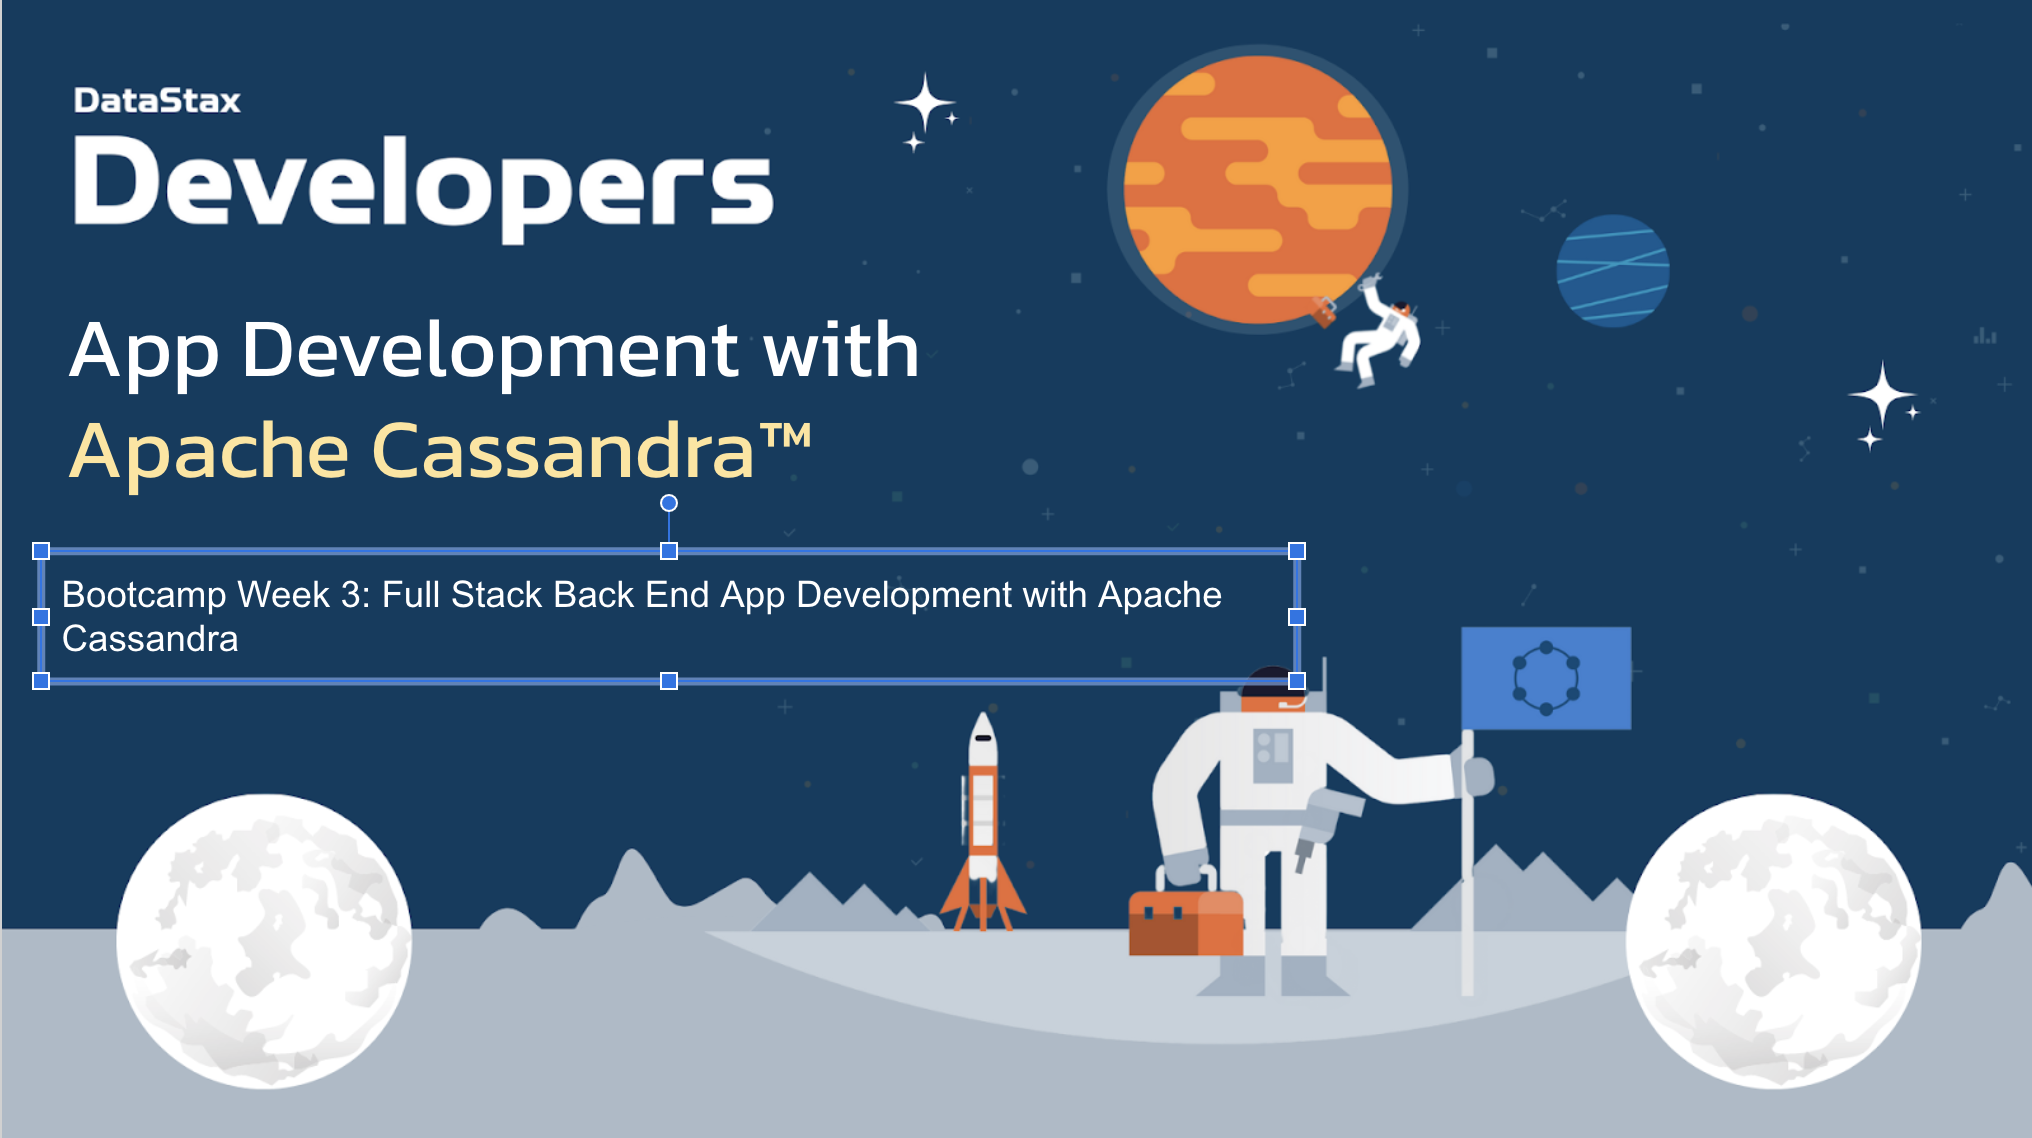 DataStax
Developers
App Development with
Apache Cassandra™
Bootcamp Week 3: Full Stack Back End App Development with Apache
Cassandra